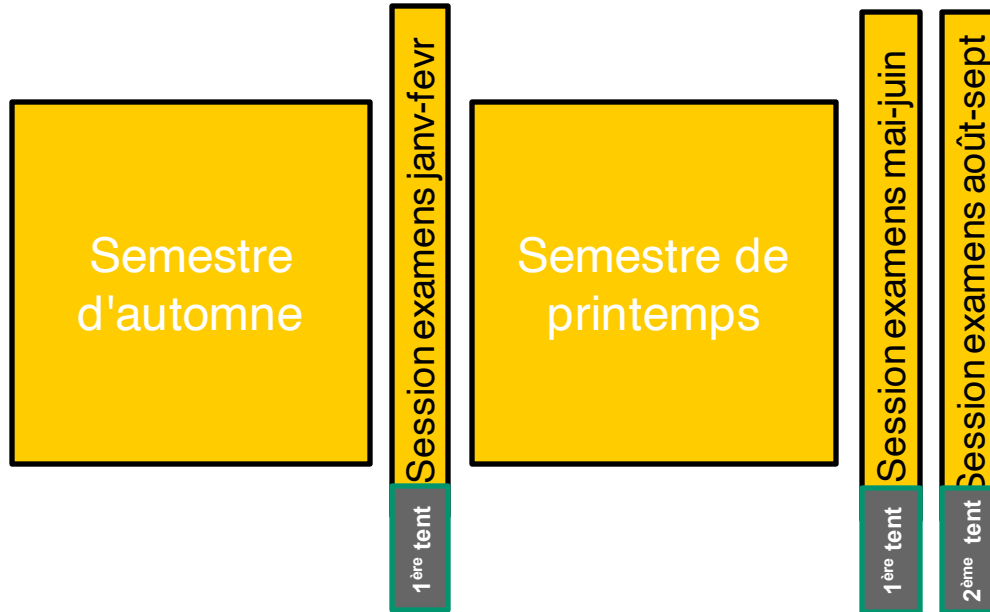 Semestre
d'automne
Session examens janv-fevr
1ère tent
Semestre de
printemps
Session examens mai-juin
1ère tent
Session examens août-sept
2ème tent